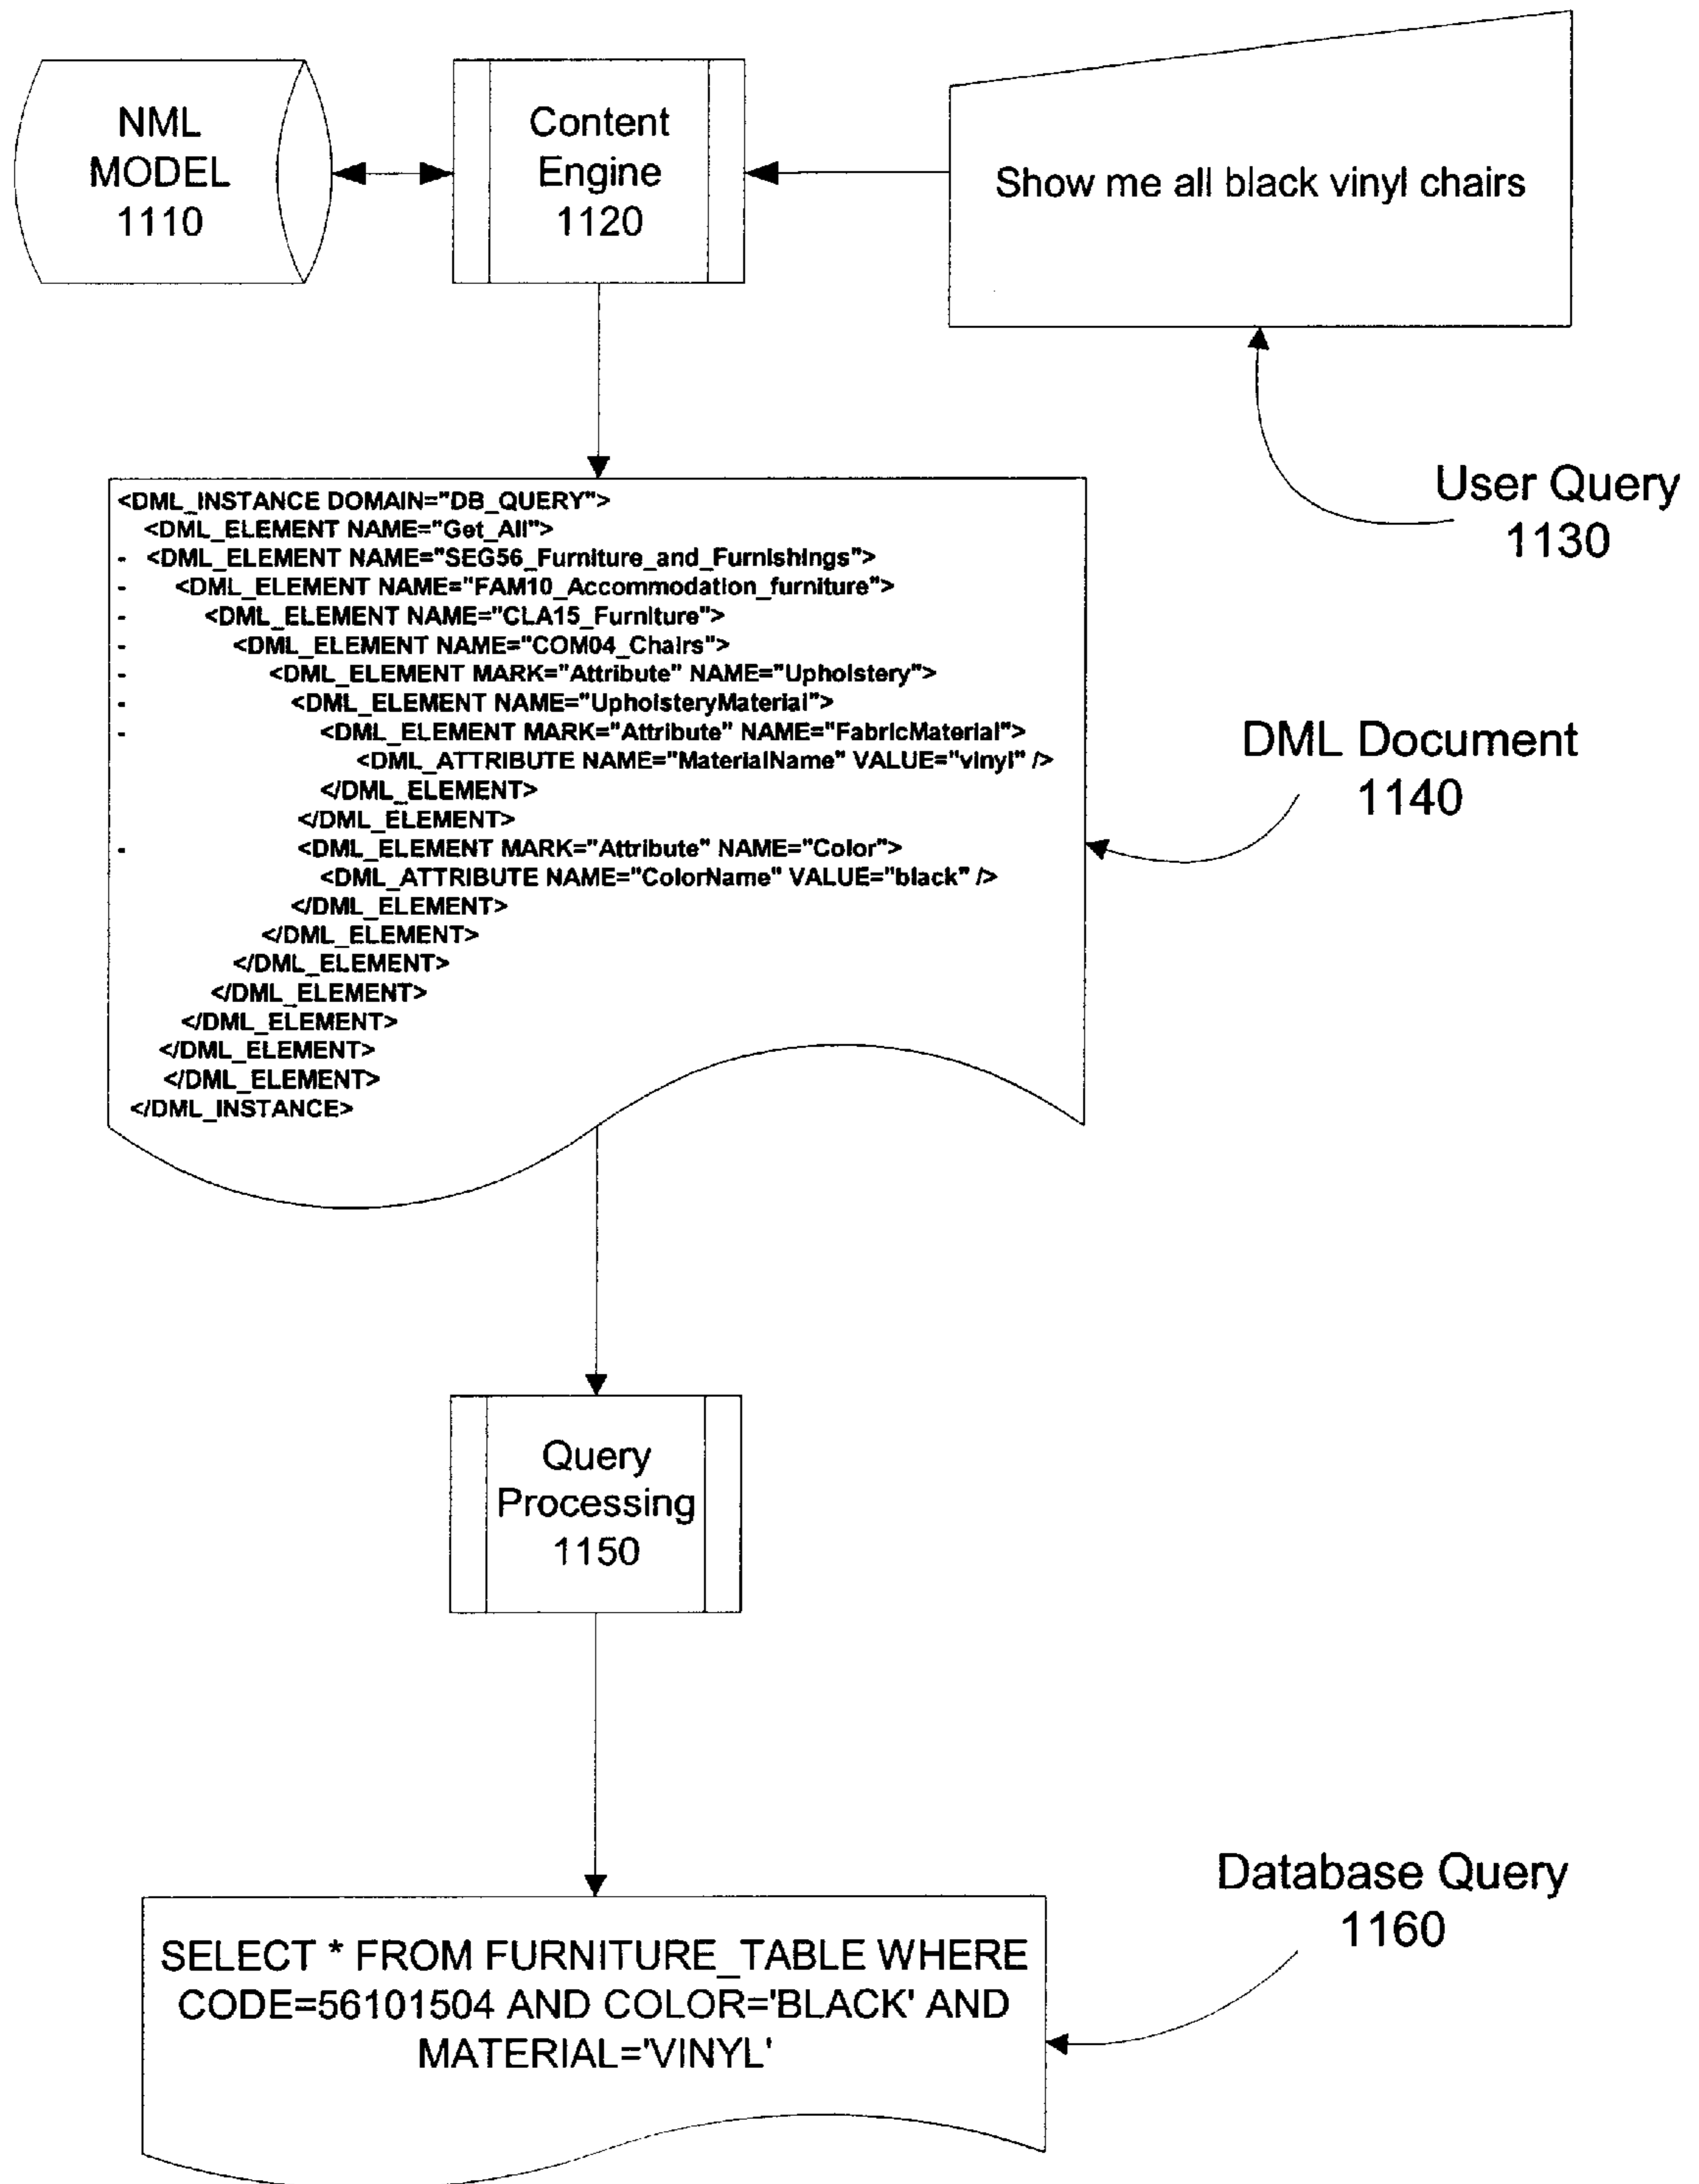 NML
MODEL
1110
Content
Engine
1120
Show me all black vinyl chairs
User Query
1130
<DML_INSTANCE DOMAIN="DB_QUERY">
<DML_ELEMENT NAME="Get_All">
- <DML_ELEMENT NAME="SEG56_Furniture_and_Furnishings">
- <DML_ELEMENT NAME="FAM10_Accommodation_furniture">
- <DML_ELEMENT NAME="CLA15_Furniture">
- <DML_ELEMENT NAME="COM04_Chairs">
- <DML_ELEMENT MARK="Attribute" NAME="Upholstery">
- <DML_ELEMENT NAME="UpholsteryMaterial">
- <DML_ELEMENT MARK="Attribute" NAME="FabricMaterial">
<DML_ATTRIBUTE NAME="MaterialName" VALUE="vinyl" />
</DML_ELEMENT>
</DML_ELEMENT>
- <DML_ELEMENT MARK="Attribute" NAME="Color">
<DML_ATTRIBUTE NAME="ColorName" VALUE="black" />
</DML_ELEMENT>
</DML_ELEMENT>
</DML_ELEMENT>
</DML_ELEMENT>
</DML_ELEMENT>
</DML_ELEMENT>
</DML_ELEMENT>
</DML_INSTANCE>
DML Document
1140
Query
Processing
1150
Database Query
1160
SELECT * FROM FURNITURE_TABLE WHERE
CODE=56101504 AND COLOR='BLACK' AND
MATERIAL='VINYL'